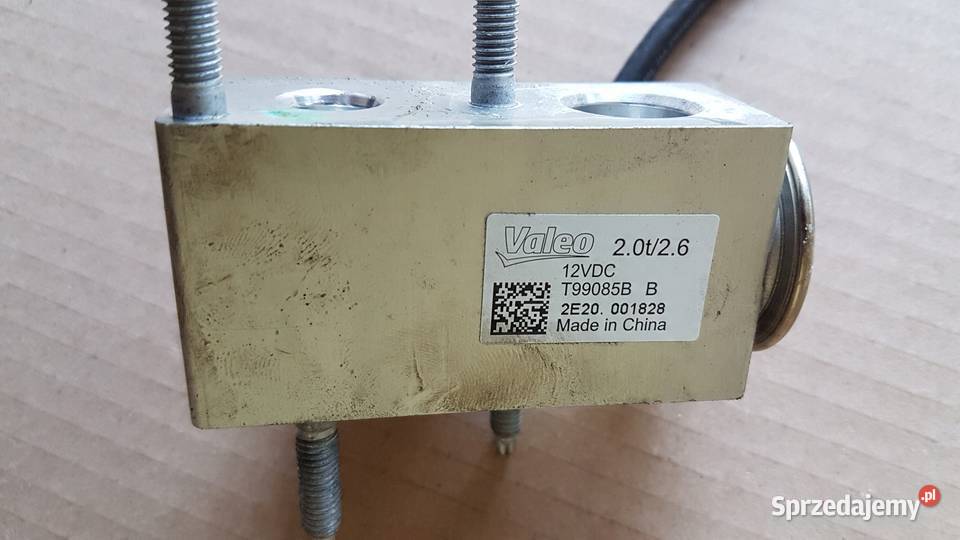 Valeo 2.0t/2.6
12VDC
T99085B B
2E20. 001828
Made in China
Sprzedajemy.pl